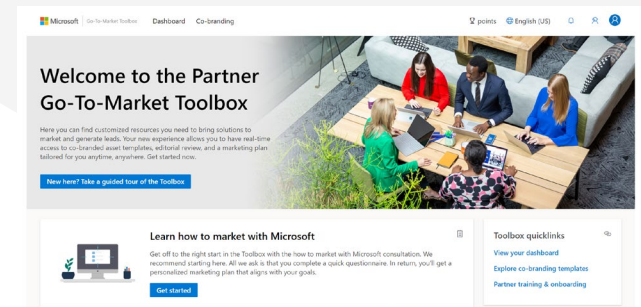 Microsoft Go-To-Market Toolbox Dashboard Co-branding points English (US)
Welcome to the Partner
Go-To-Market Toolbox
Here you can find customized resources you need to bring solutions to
market and generate leads. Your new experience allows you to have real-time
access to co-branded asset templates, editorial review, and a marketing plan
tailored for you anytime, anywhere. Get started now.
New here? Take a guided tour of the Toolbox
Learn how to market with Microsoft
Get off to the right start in the Toolbox with the how to market with Microsoft consultation. We
recommend starting here. All we ask is that you complete a quick questionnaire. In return, you'll get a
personalized marketing plan that aligns with your goals.
Get started
Toolbox quicklinks
View your dashboard
Explore co-branding templates
Partner training & onboarding